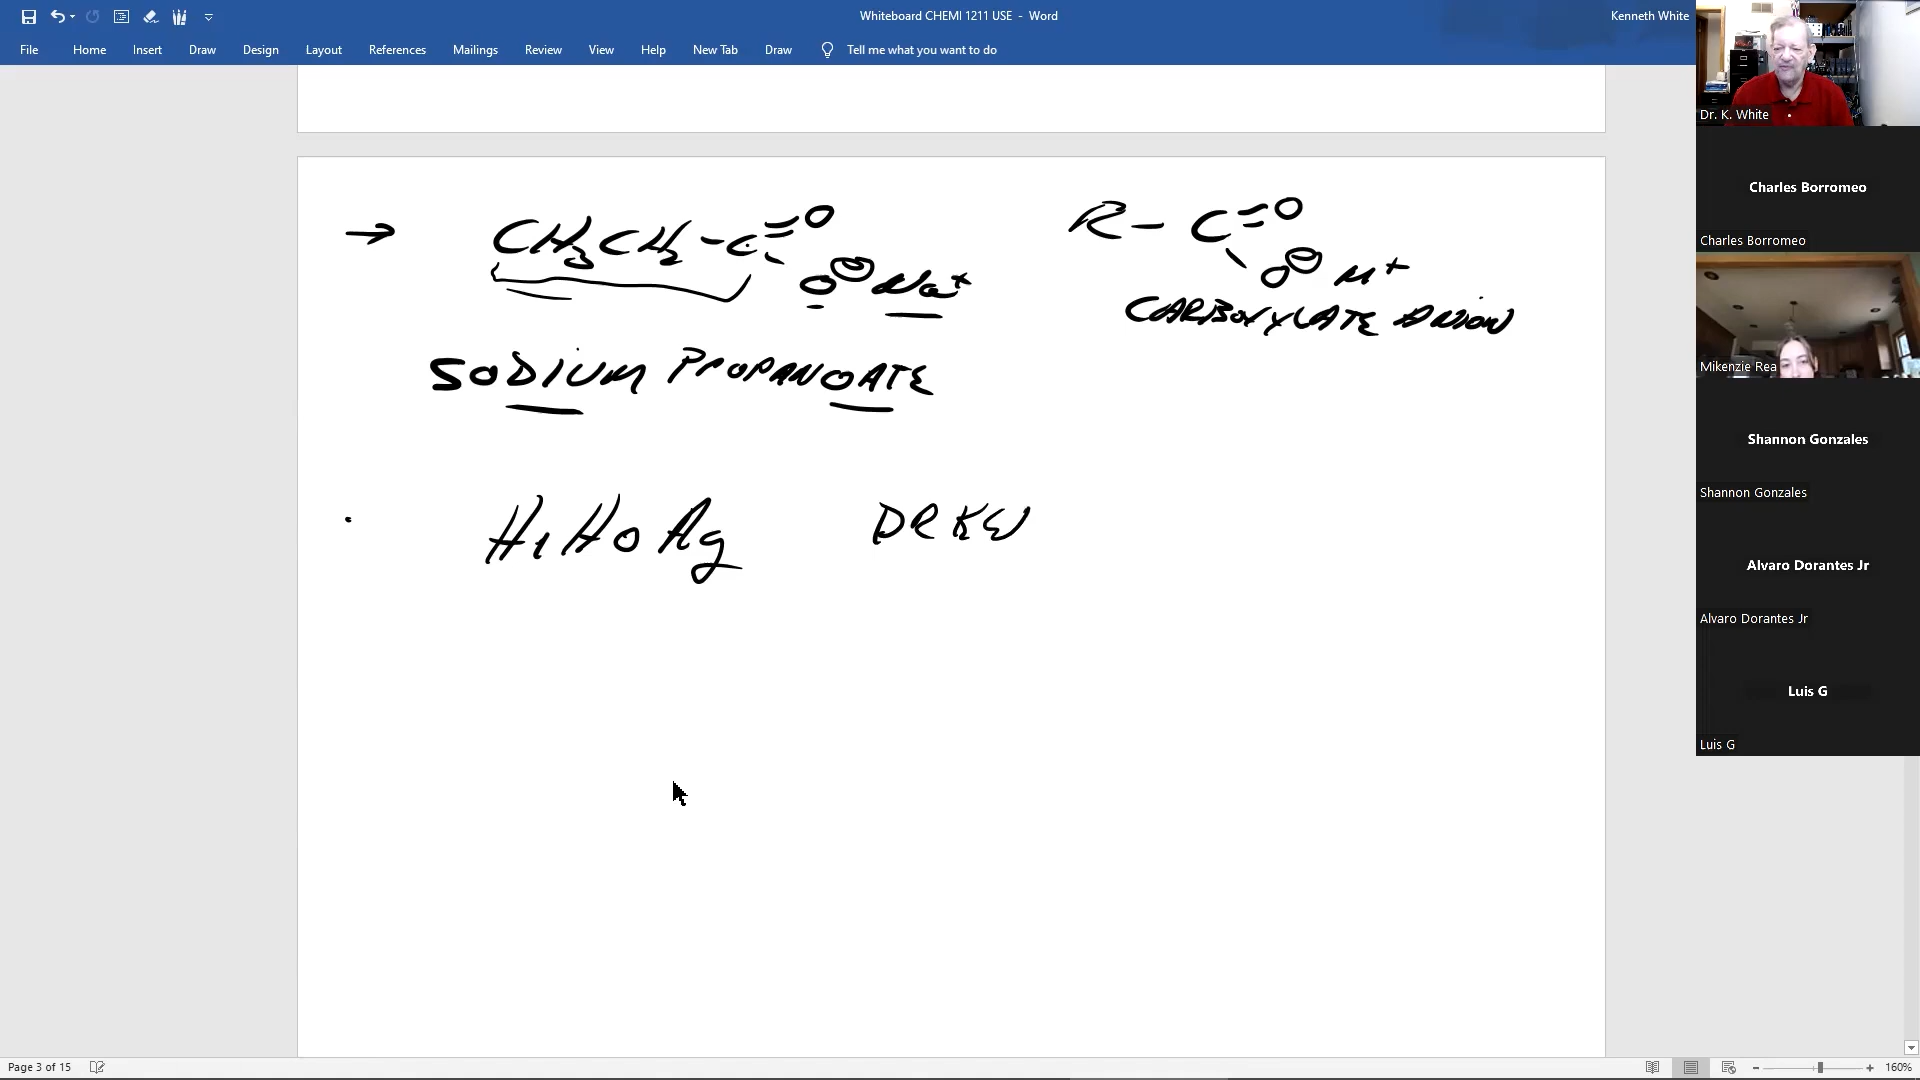 Whiteboard CHEMI 1211 USE - Word
Kenneth White
File Home Insert Draw Design Layout References Mailings Review View Help New Tab Draw Tell me what you want to do
Dr. K. White
Charles Borromeo
Charles Borromeo
Mikenzie Rea
Shannon Gonzales
Shannon Gonzales
Alvaro Dorantes Jr
Alvaro Dorantes Jr
Luis G
Luis G
→ CH3CH2-C=O
O⊖ Na+
R-C=O
O⊖ M+
CARBOXYLATE ANION
SODIUM PROPANOATE
HiHO Ag DRKW
Page 3 of 15
160%